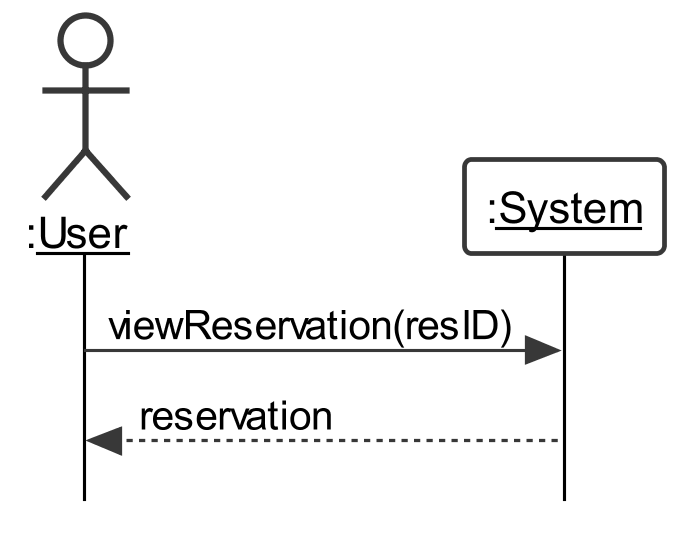 :User
:System
viewReservation(resID)
reservation